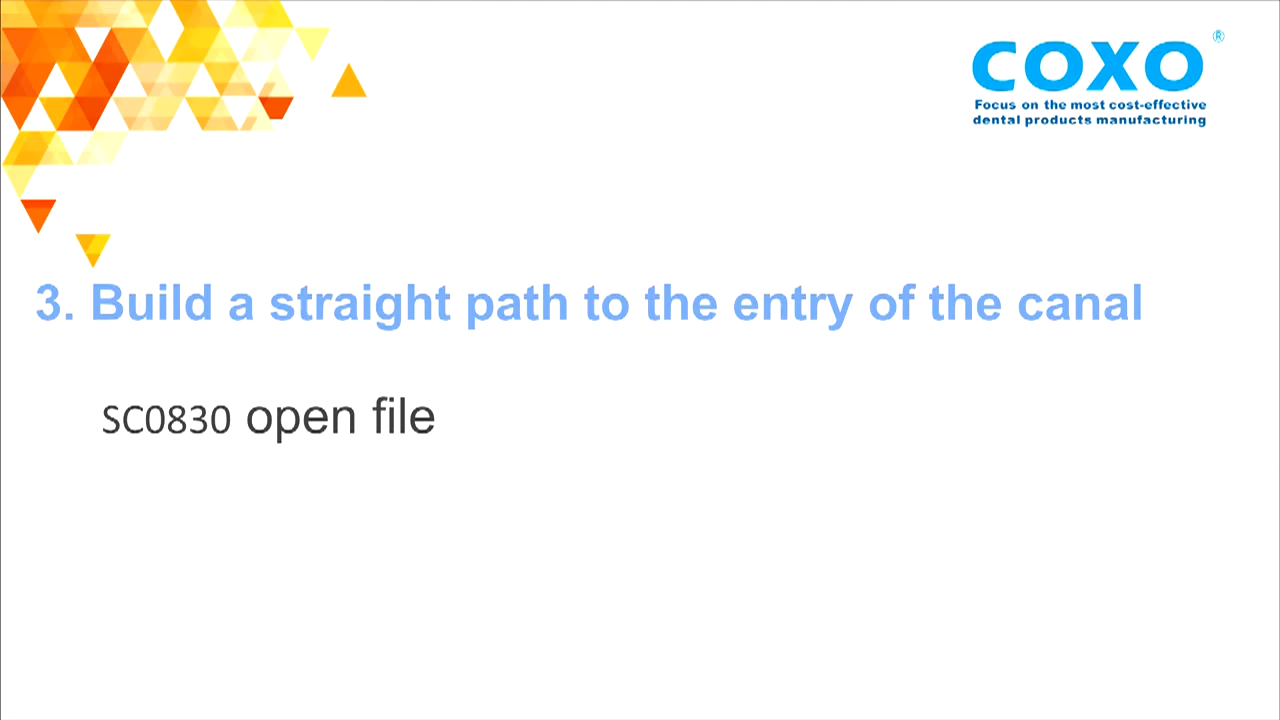 COXO®
Focus on the most cost-effective
dental products manufacturing
3. Build a straight path to the entry of the canal
SC0830 open file